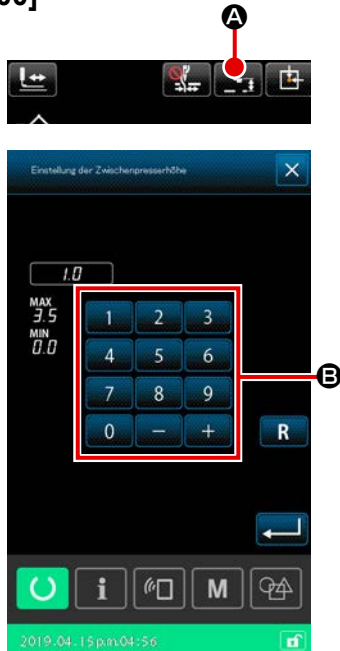 00]
A
Einstellung der Zwischenpresserhöhe
1.0
MAX
3.5
MIN
0.0
1 2 3
4 5 6
7 8 9
0 − +
B
R
i M
2019.04.15 p.m.04:56